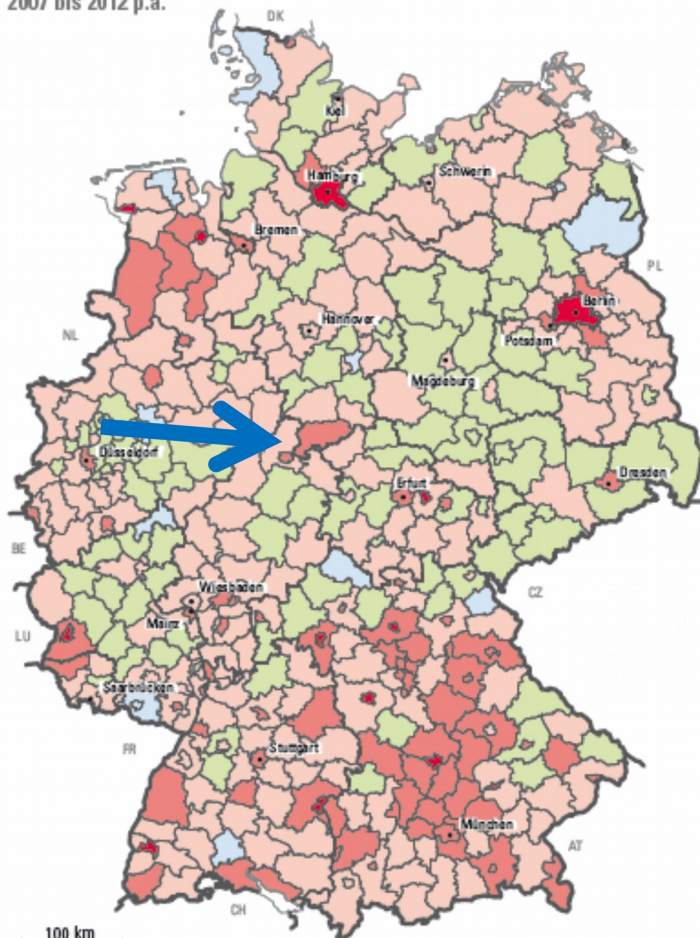 2007 bis 2012 p.a.
DK
Kiel
Hamburg
Schwerin
Bremen
PL
Berlin
NL
Hannover
Potsdam
Magdeburg
Düsseldorf
Dresden
Erfurt
BE
Wiesbaden
CZ
Mainz
LU
Saarbrücken
FR
Stuttgart
München
AT
CH
100 km